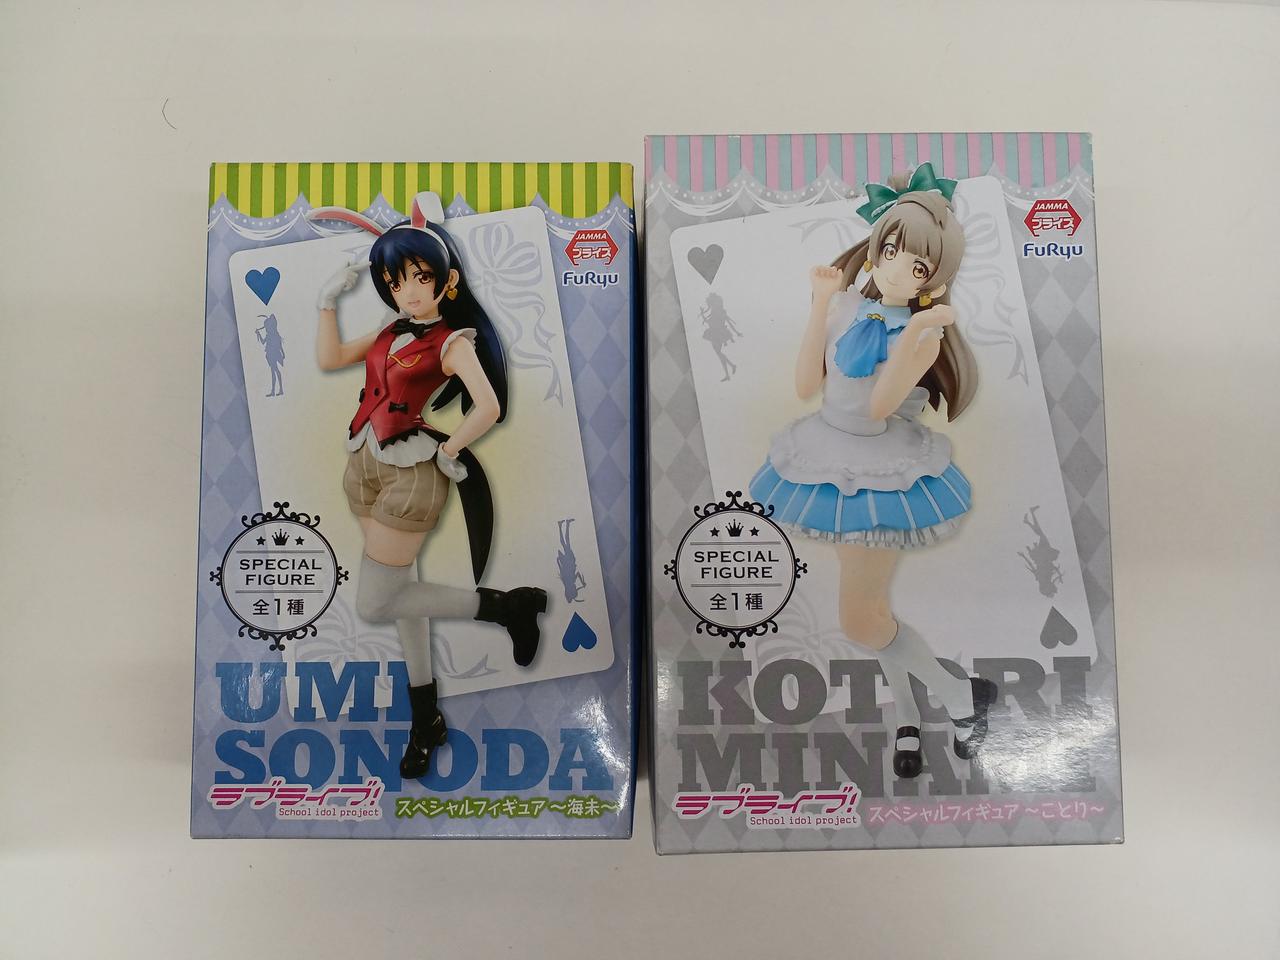 JAMMA
プライズ
FuRyu
SPECIAL
FIGURE
全1種
UMI
SONODA
ラブライブ!
School idol project
スペシャルフィギュア ~海未~
JAMMA
プライズ
FuRyu
SPECIAL
FIGURE
全1種
KOTORI
MINAMI
ラブライブ!
School idol project
スペシャルフィギュア ~ことり~